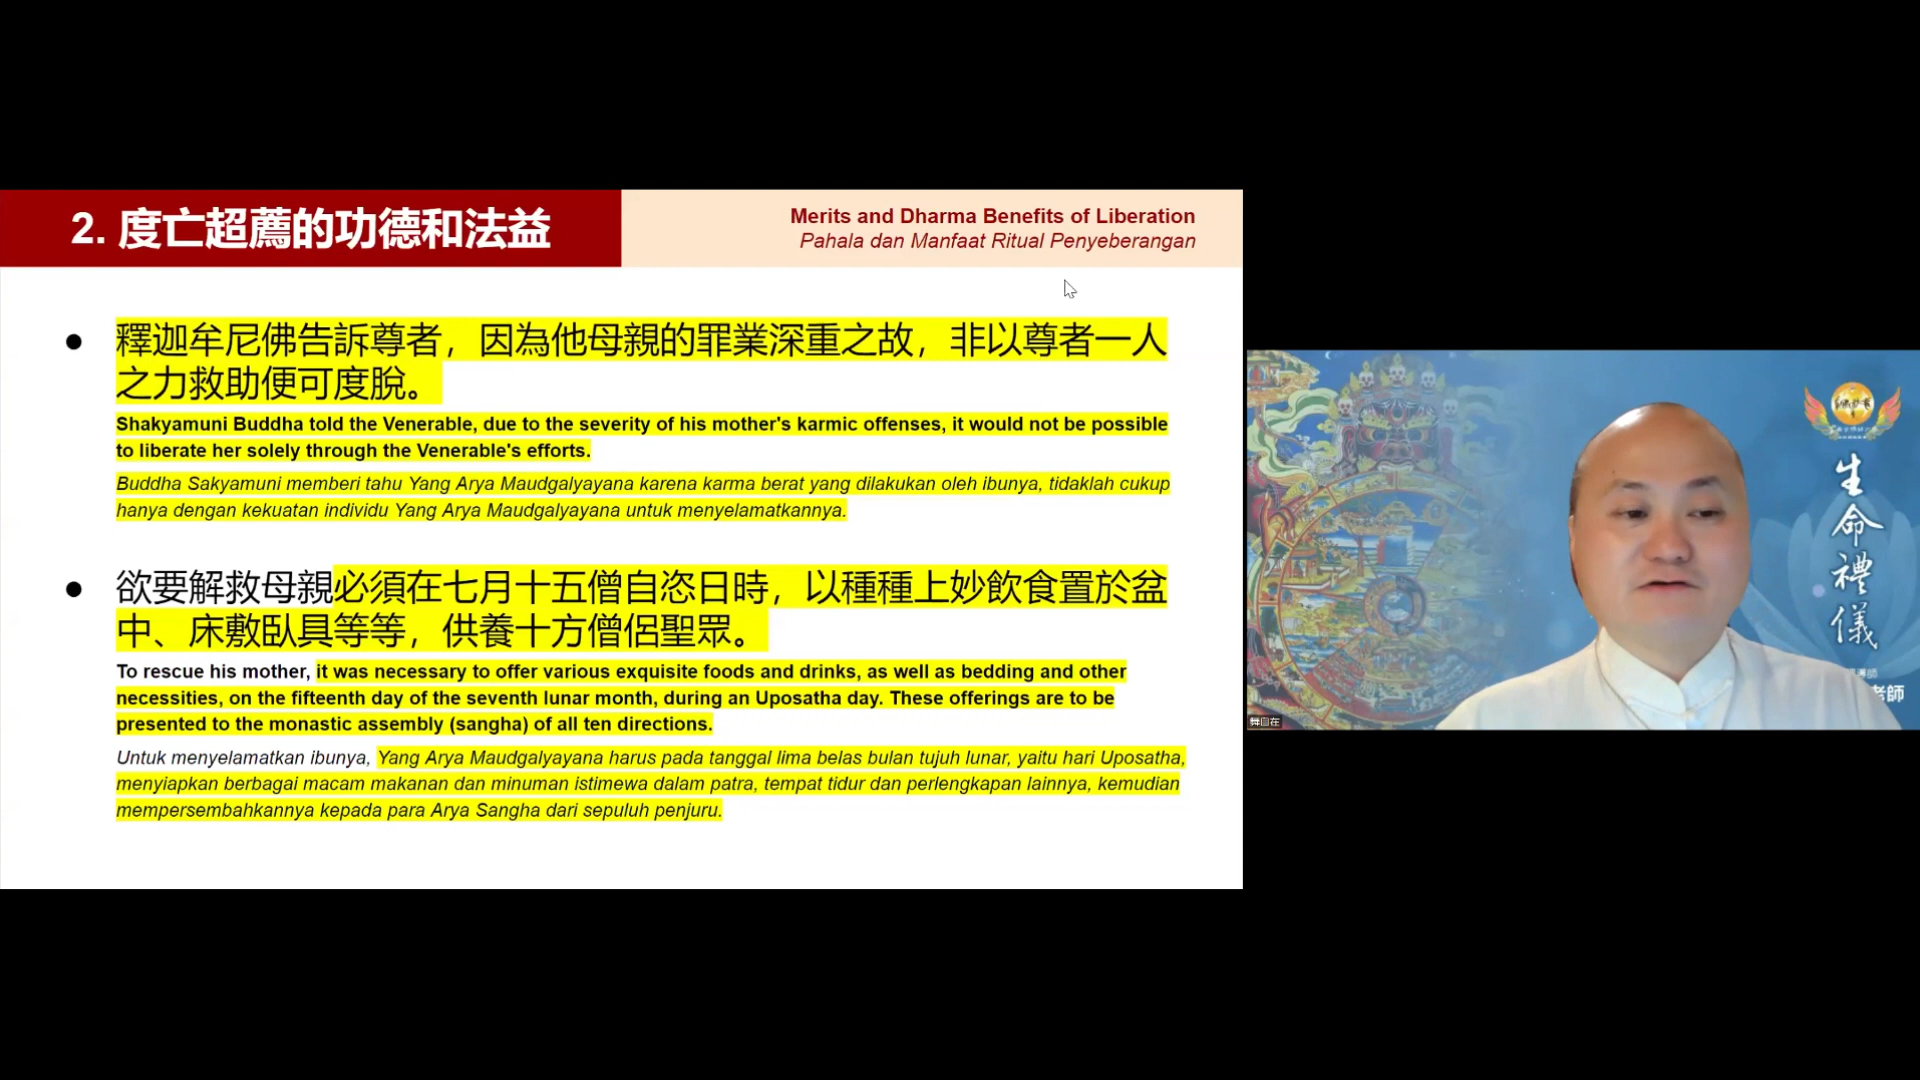 2. 度亡超薦的功德和法益
Merits and Dharma Benefits of Liberation
Pahala dan Manfaat Ritual Penyeberangan
● 釋迦牟尼佛告訴尊者，因為他母親的罪業深重之故，非以尊者一人
之力救助便可度脫。
Shakyamuni Buddha told the Venerable, due to the severity of his mother's karmic offenses, it would not be possible
to liberate her solely through the Venerable's efforts.
Buddha Sakyamuni memberi tahu Yang Arya Maudgalyayana karena karma berat yang dilakukan oleh ibunya, tidaklah cukup
hanya dengan kekuatan individu Yang Arya Maudgalyayana untuk menyelamatkannya.
● 欲要解救母親必須在七月十五僧自恣日時，以種種上妙飲食置於盆
中、床敷臥具等等，供養十方僧侶聖眾。
To rescue his mother, it was necessary to offer various exquisite foods and drinks, as well as bedding and other
necessities, on the fifteenth day of the seventh lunar month, during an Uposatha day. These offerings are to be
presented to the monastic assembly (sangha) of all ten directions.
Untuk menyelamatkan ibunya, Yang Arya Maudgalyayana harus pada tanggal lima belas bulan tujuh lunar, yaitu hari Uposatha,
menyiapkan berbagai macam makanan dan minuman istimewa dalam patra, tempat tidur dan perlengkapan lainnya, kemudian
mempersembahkannya kepada para Arya Sangha dari sepuluh penjuru.
生命禮儀
老師
舞自在